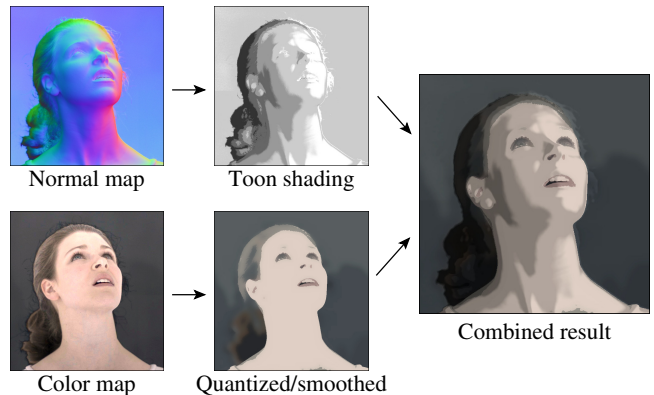 Normal map
Toon shading
Color map
Quantized/smoothed
Combined result